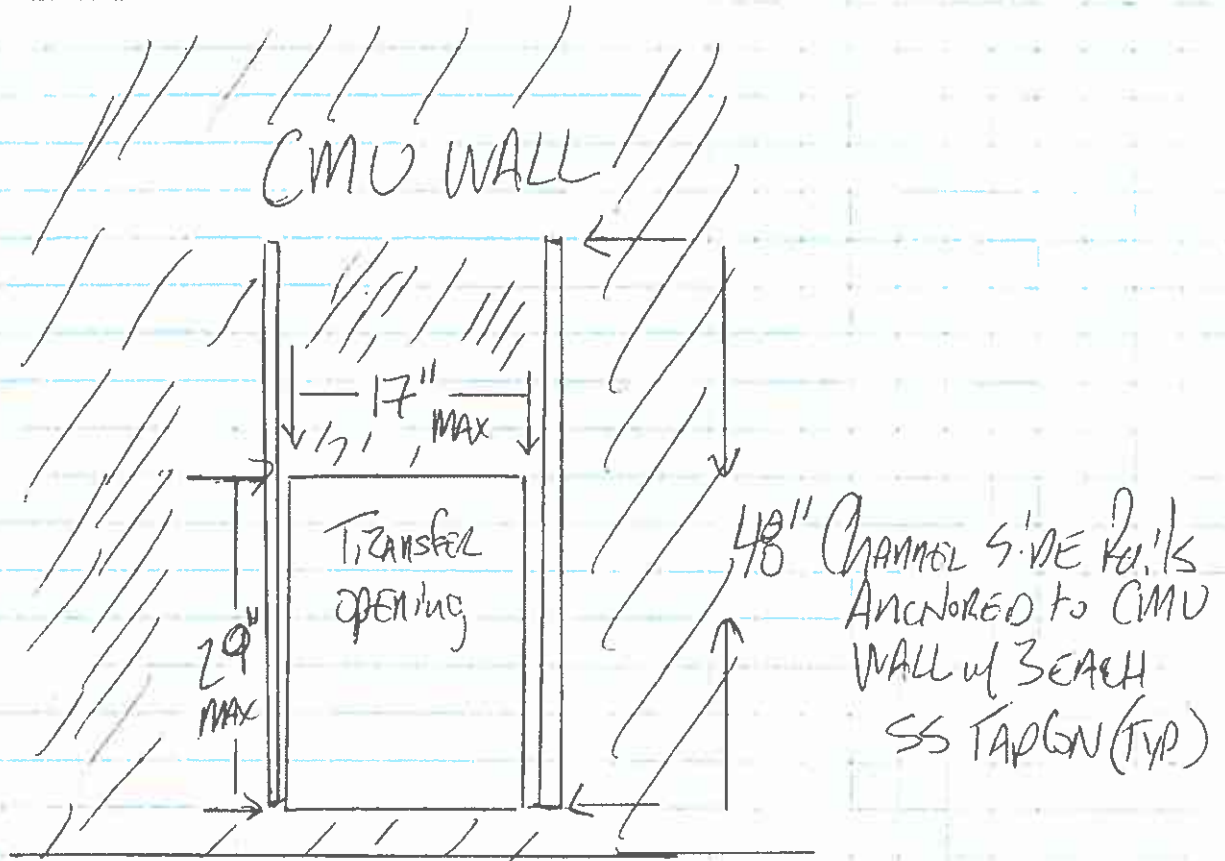 CMU WALL
17"
MAX
TRANSFER
OPENING
29"
MAX
48" CHANNEL SIDE RAILS
ANCHORED to CMU
WALL w/ 3 EACH
SS TAPCON (TYP)